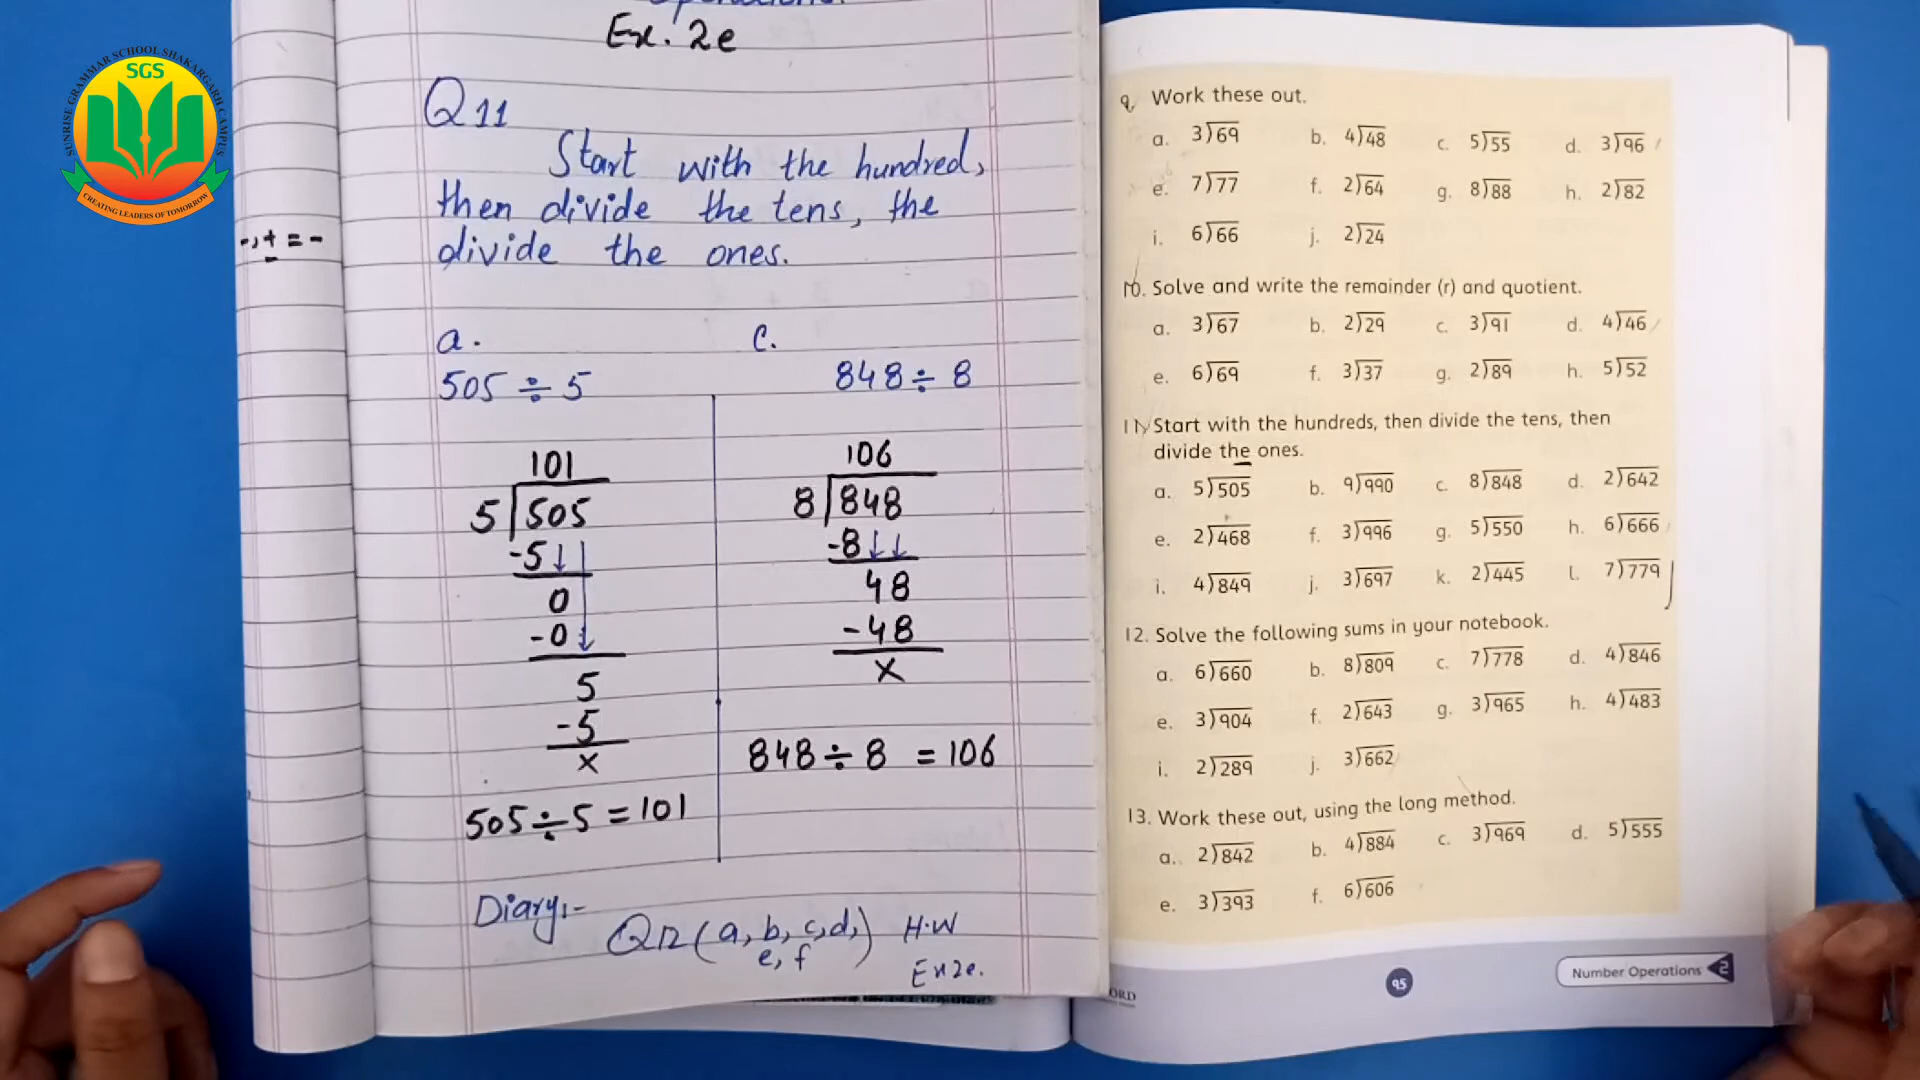 SUNRISE GRAMMAR SCHOOL SHAKARGARH CAMPUS
SGS
CREATING LEADERS OF TOMORROW
Ex. 2e
-,+ = -
Q11
Start with the hundred,
then divide the tens, the
divide the ones.
a.
505 ÷ 5
101
5)505
-5↓
0
-0↓
5
-5
x
505 ÷ 5 = 101
c.
848 ÷ 8
106
8)848
-8↓↓
48
-48
x
848 ÷ 8 = 106
Diary:-
Q12 (a, b, c, d,) H.W
e, f
Ex2e.
9. Work these out.
a. 3)69 b. 4)48 c. 5)55 d. 3)96
e. 7)77 f. 2)64 g. 8)88 h. 2)82
i. 6)66 j. 2)24
10. Solve and write the remainder (r) and quotient.
a. 3)67 b. 2)29 c. 3)91 d. 4)46
e. 6)69 f. 3)37 g. 2)89 h. 5)52
11. Start with the hundreds, then divide the tens, then
divide the ones.
a. 5)505 b. 9)990 c. 8)848 d. 2)642
e. 2)468 f. 3)996 g. 5)550 h. 6)666
i. 4)849 j. 3)697 k. 2)445 l. 7)779
12. Solve the following sums in your notebook.
a. 6)660 b. 8)809 c. 7)778 d. 4)846
e. 3)904 f. 2)643 g. 3)965 h. 4)483
i. 2)289 j. 3)662
13. Work these out, using the long method.
a. 2)842 b. 4)884 c. 3)969 d. 5)555
e. 3)393 f. 6)606
ORD
95
Number Operations 2